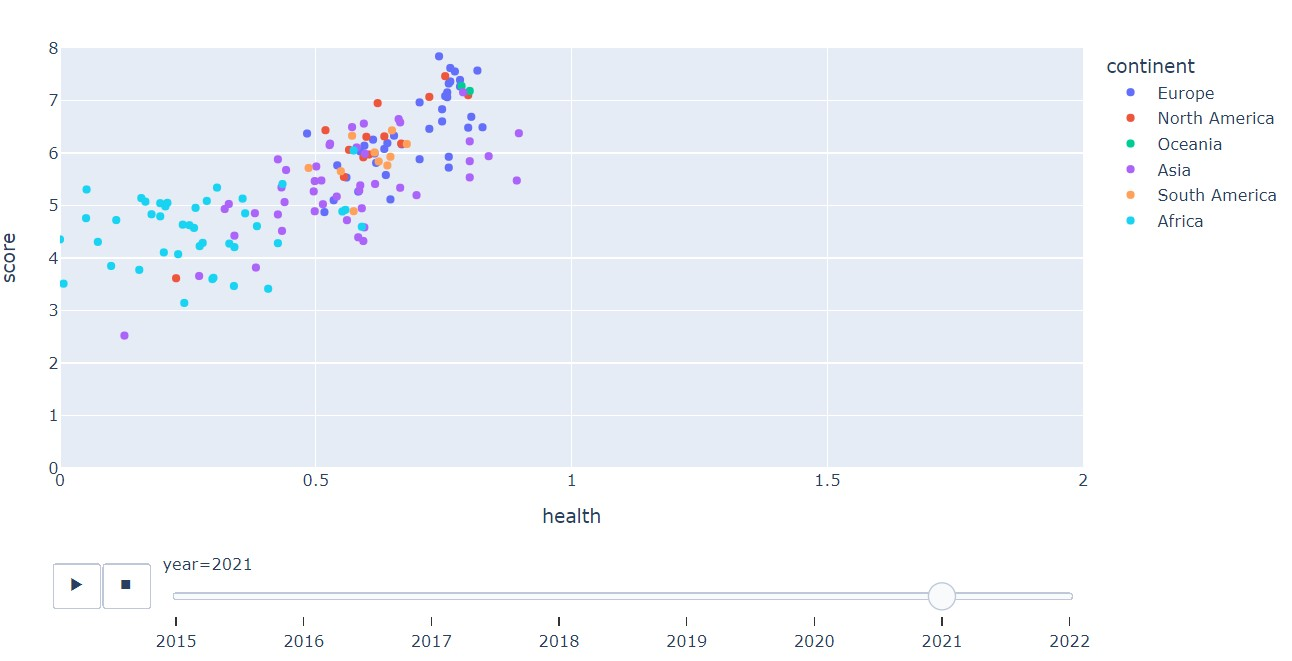 continent
Europe
North America
Oceania
Asia
South America
Africa
score
8
7
6
5
4
3
2
1
0
0 0.5 1 1.5 2
health
year=2021
2015 2016 2017 2018 2019 2020 2021 2022